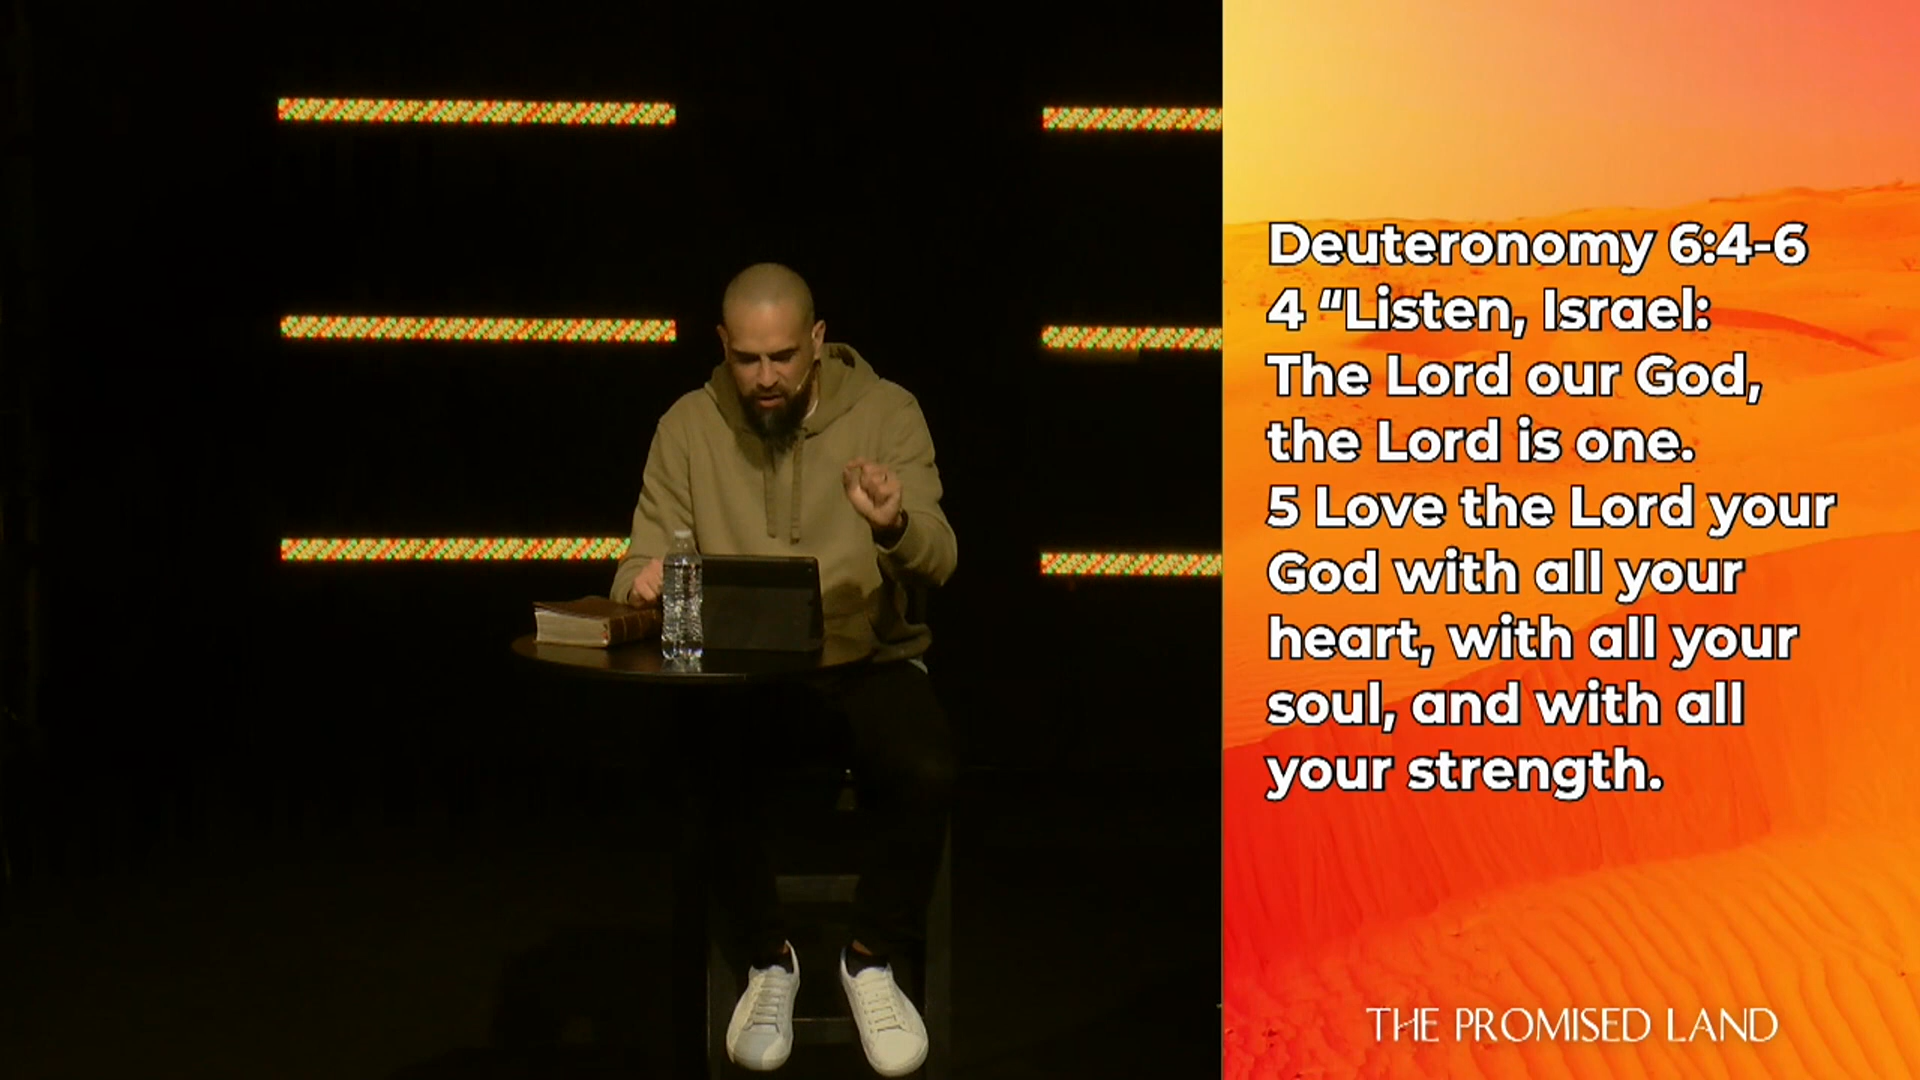 Deuteronomy 6:4-6
4 “Listen, Israel:
The Lord our God,
the Lord is one.
5 Love the Lord your
God with all your
heart, with all your
soul, and with all
your strength.
THE PROMISED LAND